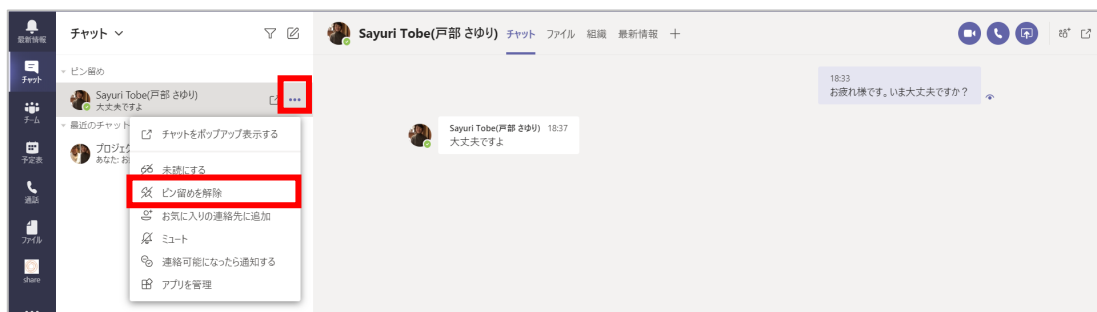 最新情報
チャット
チーム
予定表
通話
ファイル
share
チャット
ピン留め
Sayuri Tobe(戸部 さゆり)
大丈夫ですよ
最近のチャット
プロジェク
あなた: お
チャットをポップアップ表示する
未読にする
ピン留めを解除
お気に入りの連絡先に追加
ミュート
連絡可能になったら通知する
アプリを管理
Sayuri Tobe(戸部 さゆり) チャット ファイル 組織 最新情報 +
18:33
お疲れ様です。いま大丈夫ですか？
Sayuri Tobe(戸部 さゆり) 18:37
大丈夫ですよ